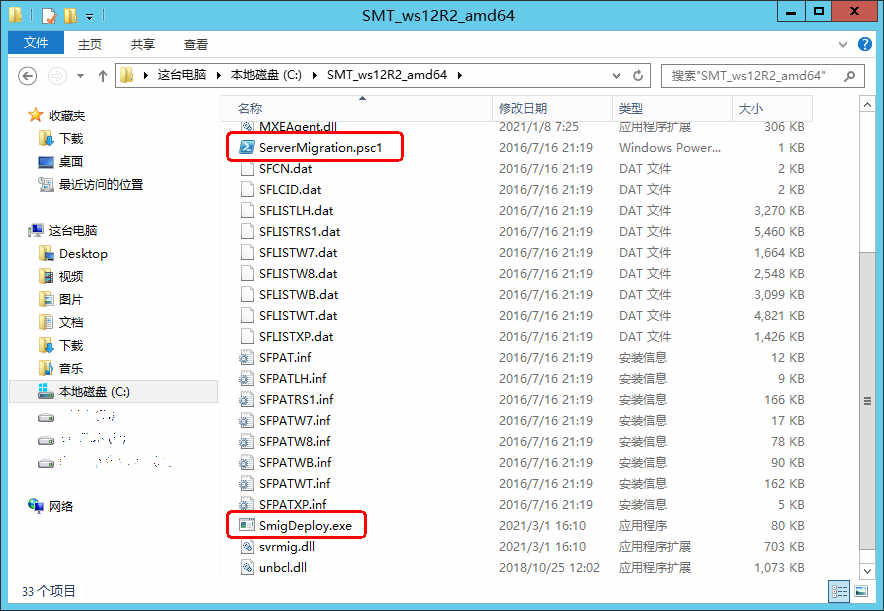 SMT_ws12R2_amd64
文件 主页 共享 查看
这台电脑 本地磁盘 (C:) SMT_ws12R2_amd64 搜索"SMT_ws12R2_amd64"
名称 修改日期 类型 大小
收藏夹
下载
桌面
最近访问的位置
这台电脑
Desktop
视频
图片
文档
下载
音乐
本地磁盘 (C:)
网络
MXEAgent.dll 2021/1/8 7:25 应用程序扩展 306 KB
ServerMigration.psc1 2016/7/16 21:19 Windows Power... 1 KB
SFCN.dat 2016/7/16 21:19 DAT 文件 2 KB
SFLCID.dat 2016/7/16 21:19 DAT 文件 2 KB
SFLISTLH.dat 2016/7/16 21:19 DAT 文件 3,270 KB
SFLISTRS1.dat 2016/7/16 21:19 DAT 文件 5,460 KB
SFLISTW7.dat 2016/7/16 21:19 DAT 文件 1,664 KB
SFLISTW8.dat 2016/7/16 21:19 DAT 文件 2,548 KB
SFLISTWB.dat 2016/7/16 21:19 DAT 文件 3,099 KB
SFLISTWT.dat 2016/7/16 21:19 DAT 文件 4,821 KB
SFLISTXP.dat 2016/7/16 21:19 DAT 文件 1,426 KB
SFPAT.inf 2016/7/16 21:19 安装信息 12 KB
SFPATLH.inf 2016/7/16 21:19 安装信息 9 KB
SFPATRS1.inf 2016/7/16 21:19 安装信息 166 KB
SFPATW7.inf 2016/7/16 21:19 安装信息 17 KB
SFPATW8.inf 2016/7/16 21:19 安装信息 78 KB
SFPATWB.inf 2016/7/16 21:19 安装信息 90 KB
SFPATWT.inf 2016/7/16 21:19 安装信息 162 KB
SFPATXP.inf 2016/7/16 21:19 安装信息 5 KB
SmigDeploy.exe 2021/3/1 16:10 应用程序 80 KB
svrmig.dll 2021/3/1 16:10 应用程序扩展 703 KB
unbcl.dll 2018/10/25 12:02 应用程序扩展 1,073 KB
33 个项目